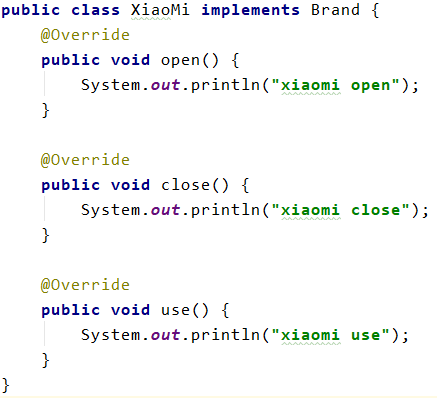 public class XiaoMi implements Brand {
    @Override
    public void open() {
        System.out.println("xiaomi open");
    }

    @Override
    public void close() {
        System.out.println("xiaomi close");
    }

    @Override
    public void use() {
        System.out.println("xiaomi use");
    }
}